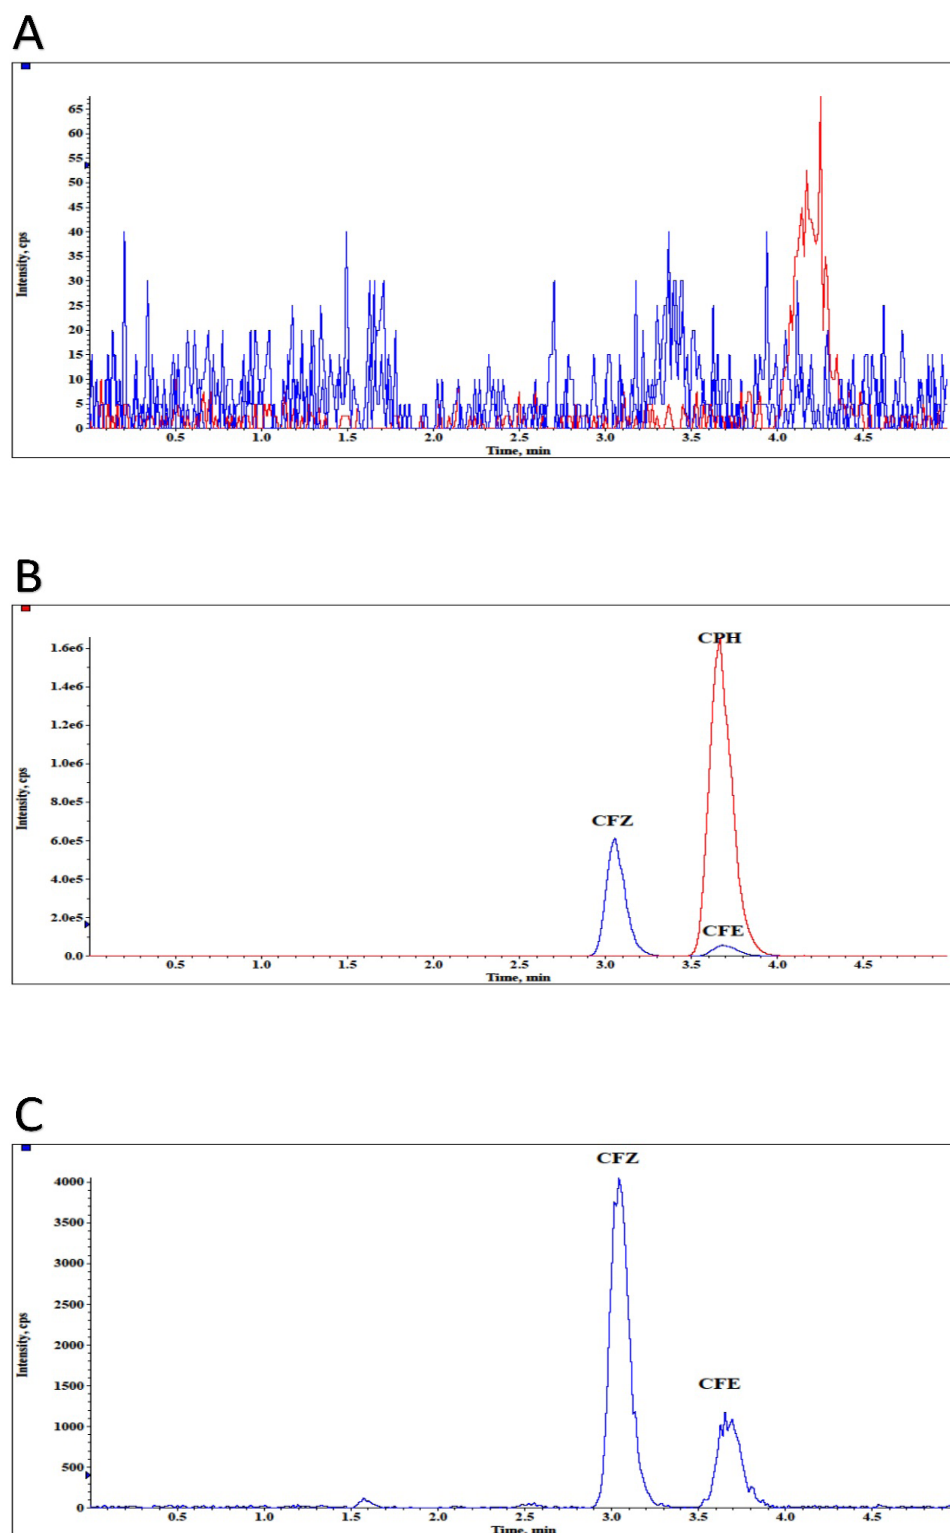 A
Intensity, cps
65
60
55
50
45
40
35
30
25
20
15
10
5
0
0.5 1.0 1.5 2.0 2.5 3.0 3.5 4.0 4.5
Time, min
B
Intensity, cps
1.6e6
1.4e6
1.2e6
1.0e6
8.0e5
6.0e5
4.0e5
2.0e5
0.0
CPH
CFZ
CFE
0.5 1.0 1.5 2.0 2.5 3.0 3.5 4.0 4.5
Time, min
C
Intensity, cps
4000
3500
3000
2500
2000
1500
1000
500
0
CFZ
CFE
0.5 1.0 1.5 2.0 2.5 3.0 3.5 4.0 4.5
Time, min